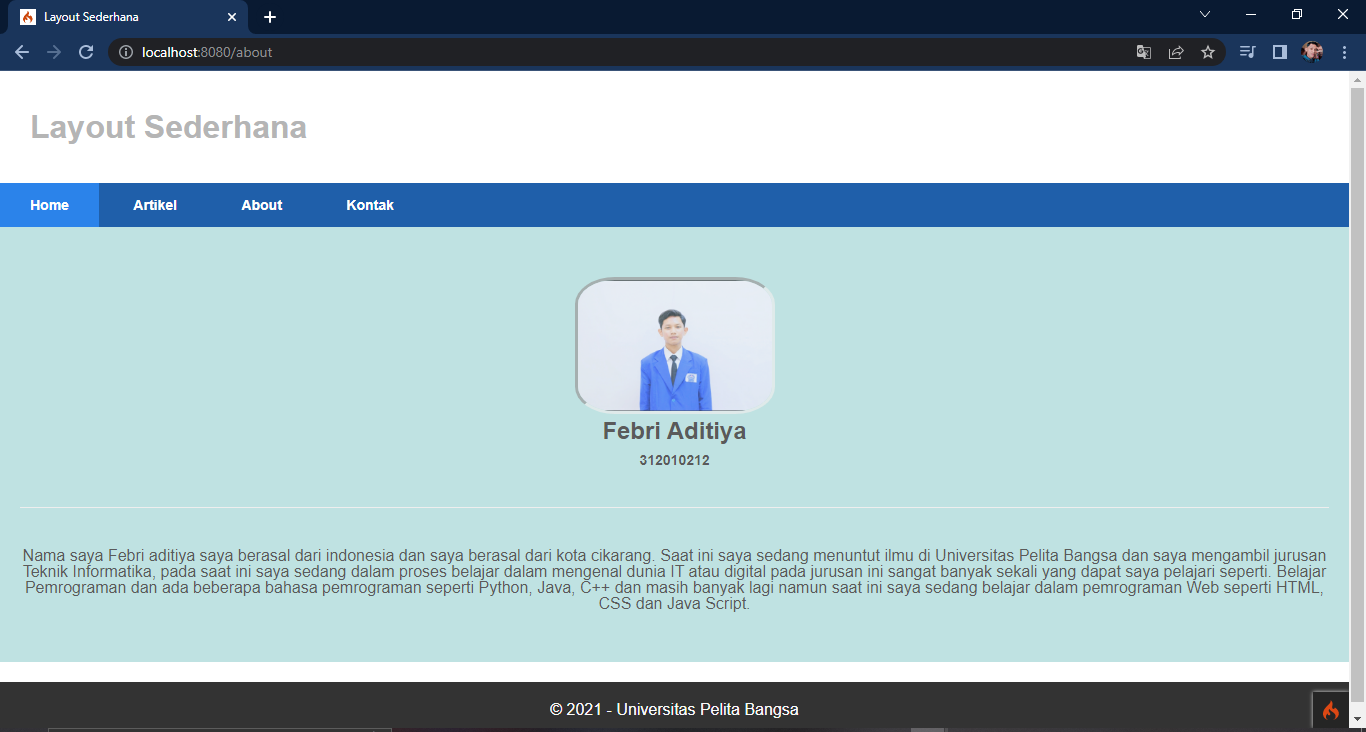 Layout Sederhana
localhost:8080/about
Layout Sederhana
Home Artikel About Kontak
Febri Aditiya
312010212
Nama saya Febri aditiya saya berasal dari indonesia dan saya berasal dari kota cikarang. Saat ini saya sedang menuntut ilmu di Universitas Pelita Bangsa dan saya mengambil jurusan
Teknik Informatika, pada saat ini saya sedang dalam proses belajar dalam mengenal dunia IT atau digital pada jurusan ini sangat banyak sekali yang dapat saya pelajari seperti. Belajar
Pemrograman dan ada beberapa bahasa pemrograman seperti Python, Java, C++ dan masih banyak lagi namun saat ini saya sedang belajar dalam pemrograman Web seperti HTML,
CSS dan Java Script.
© 2021 - Universitas Pelita Bangsa